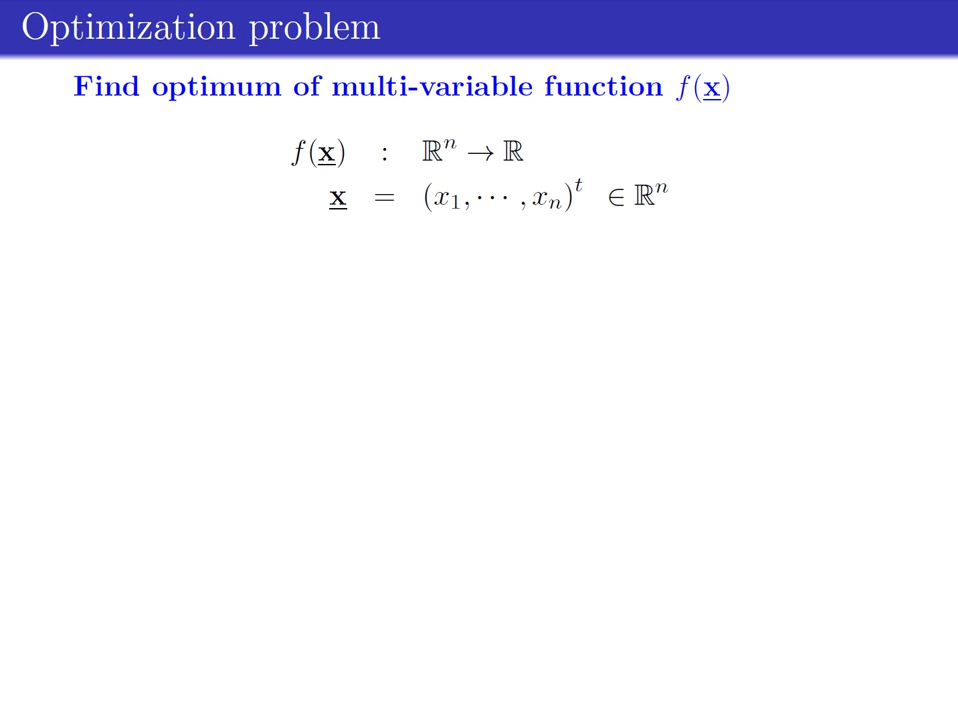 Optimization problem
Find optimum of multi-variable function f(x)
f(x) : ℝⁿ → ℝ
x = (x₁, ⋯ , xₙ)ᵗ ∈ ℝⁿ